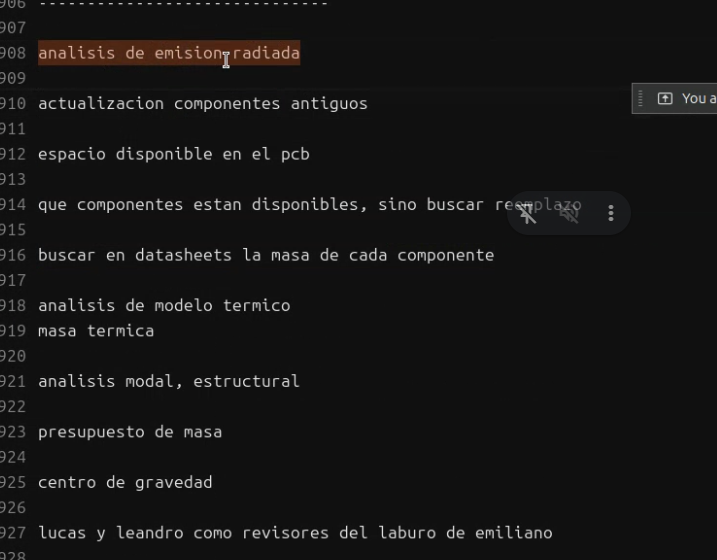 906 -------------------------------
907
908 analisis de emision radiada
909
910 actualizacion componentes antiguos
911
You a
912 espacio disponible en el pcb
913
914 que componentes estan disponibles, sino buscar reemplazo
915
916 buscar en datasheets la masa de cada componente
917
918 analisis de modelo termico
919 masa termica
920
921 analisis modal, estructural
922
923 presupuesto de masa
924
925 centro de gravedad
926
927 lucas y leandro como revisores del laburo de emiliano
928